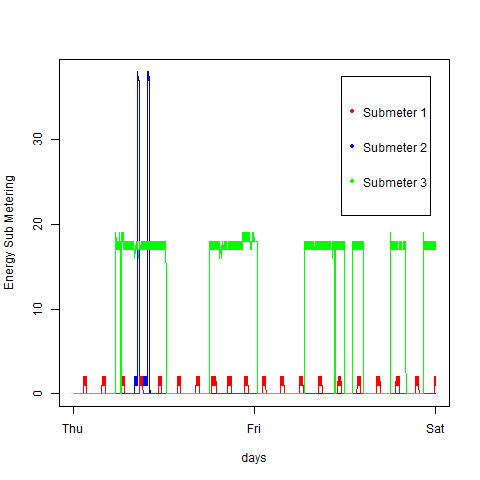 Submeter 1
Submeter 2
Submeter 3
Energy Sub Metering
30
20
10
0
Thu Fri Sat
days